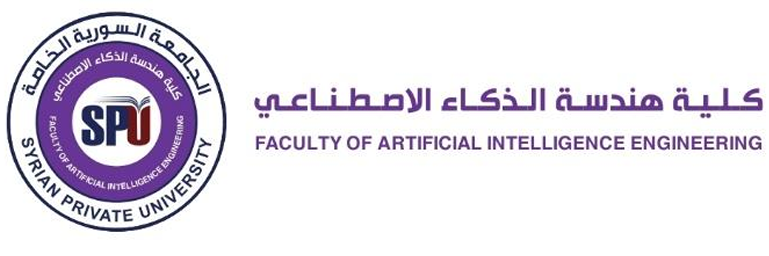 الجامعة السورية الخاصة
كلية هندسة الذكاء الاصطناعي
SPU
FACULTY OF ARTIFICIAL INTELLIGENCE ENGINEERING
SYRIAN PRIVATE UNIVERSITY
كلية هندسة الذكاء الاصطناعي
FACULTY OF ARTIFICIAL INTELLIGENCE ENGINEERING